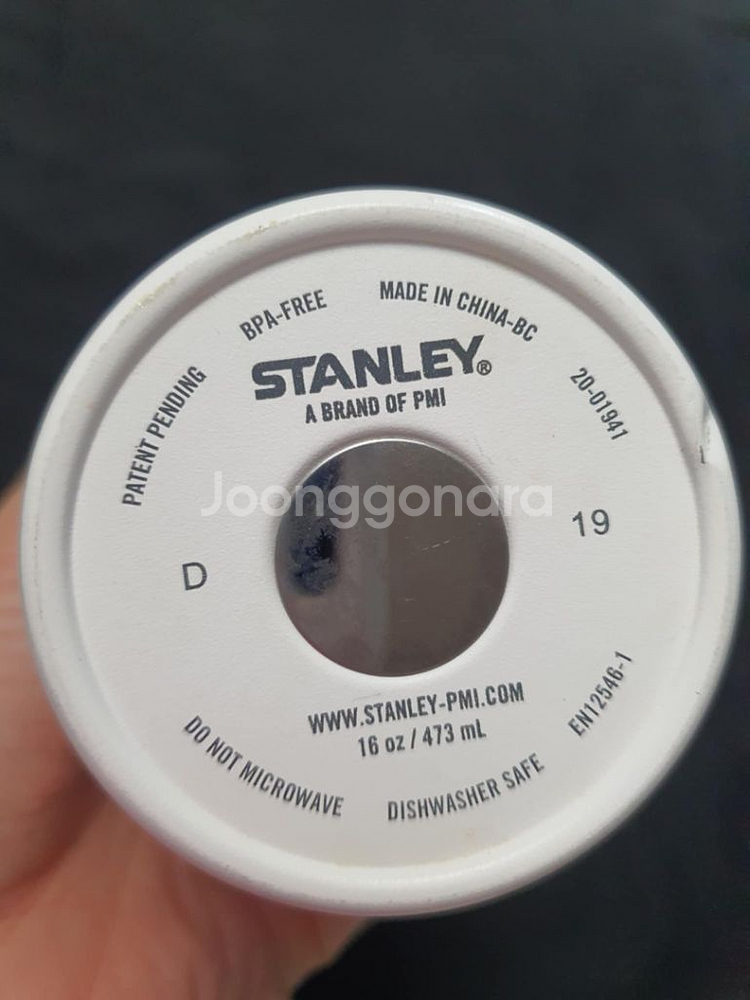 BPA-FREE
MADE IN CHINA-BC
PATENT PENDING
STANLEY®
A BRAND OF PMI
20-01941
Joonggonara
D
19
WWW.STANLEY-PMI.COM
16 oz / 473 mL
EN12546-1
DO NOT MICROWAVE
DISHWASHER SAFE